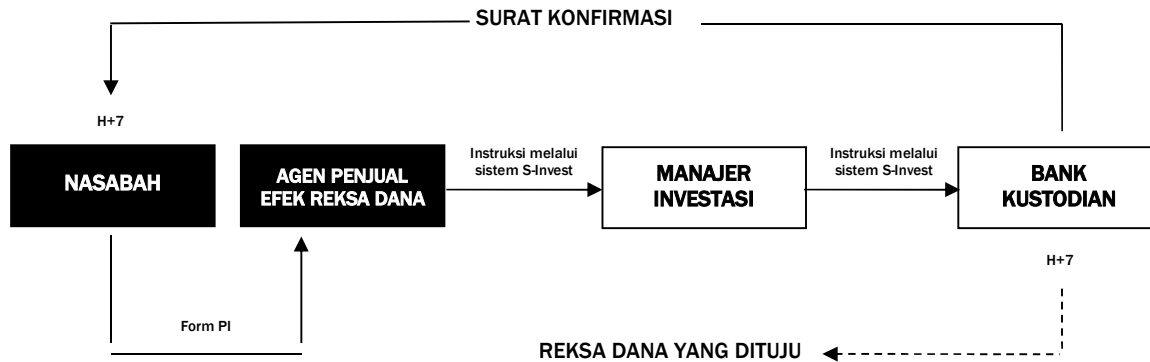 SURAT KONFIRMASI
H+7
NASABAH
AGEN PENJUAL
EFEK REKSA DANA
Instruksi melalui
sistem S-Invest
MANAJER
INVESTASI
Instruksi melalui
sistem S-Invest
BANK
KUSTODIAN
H+7
Form PI
REKSA DANA YANG DITUJU